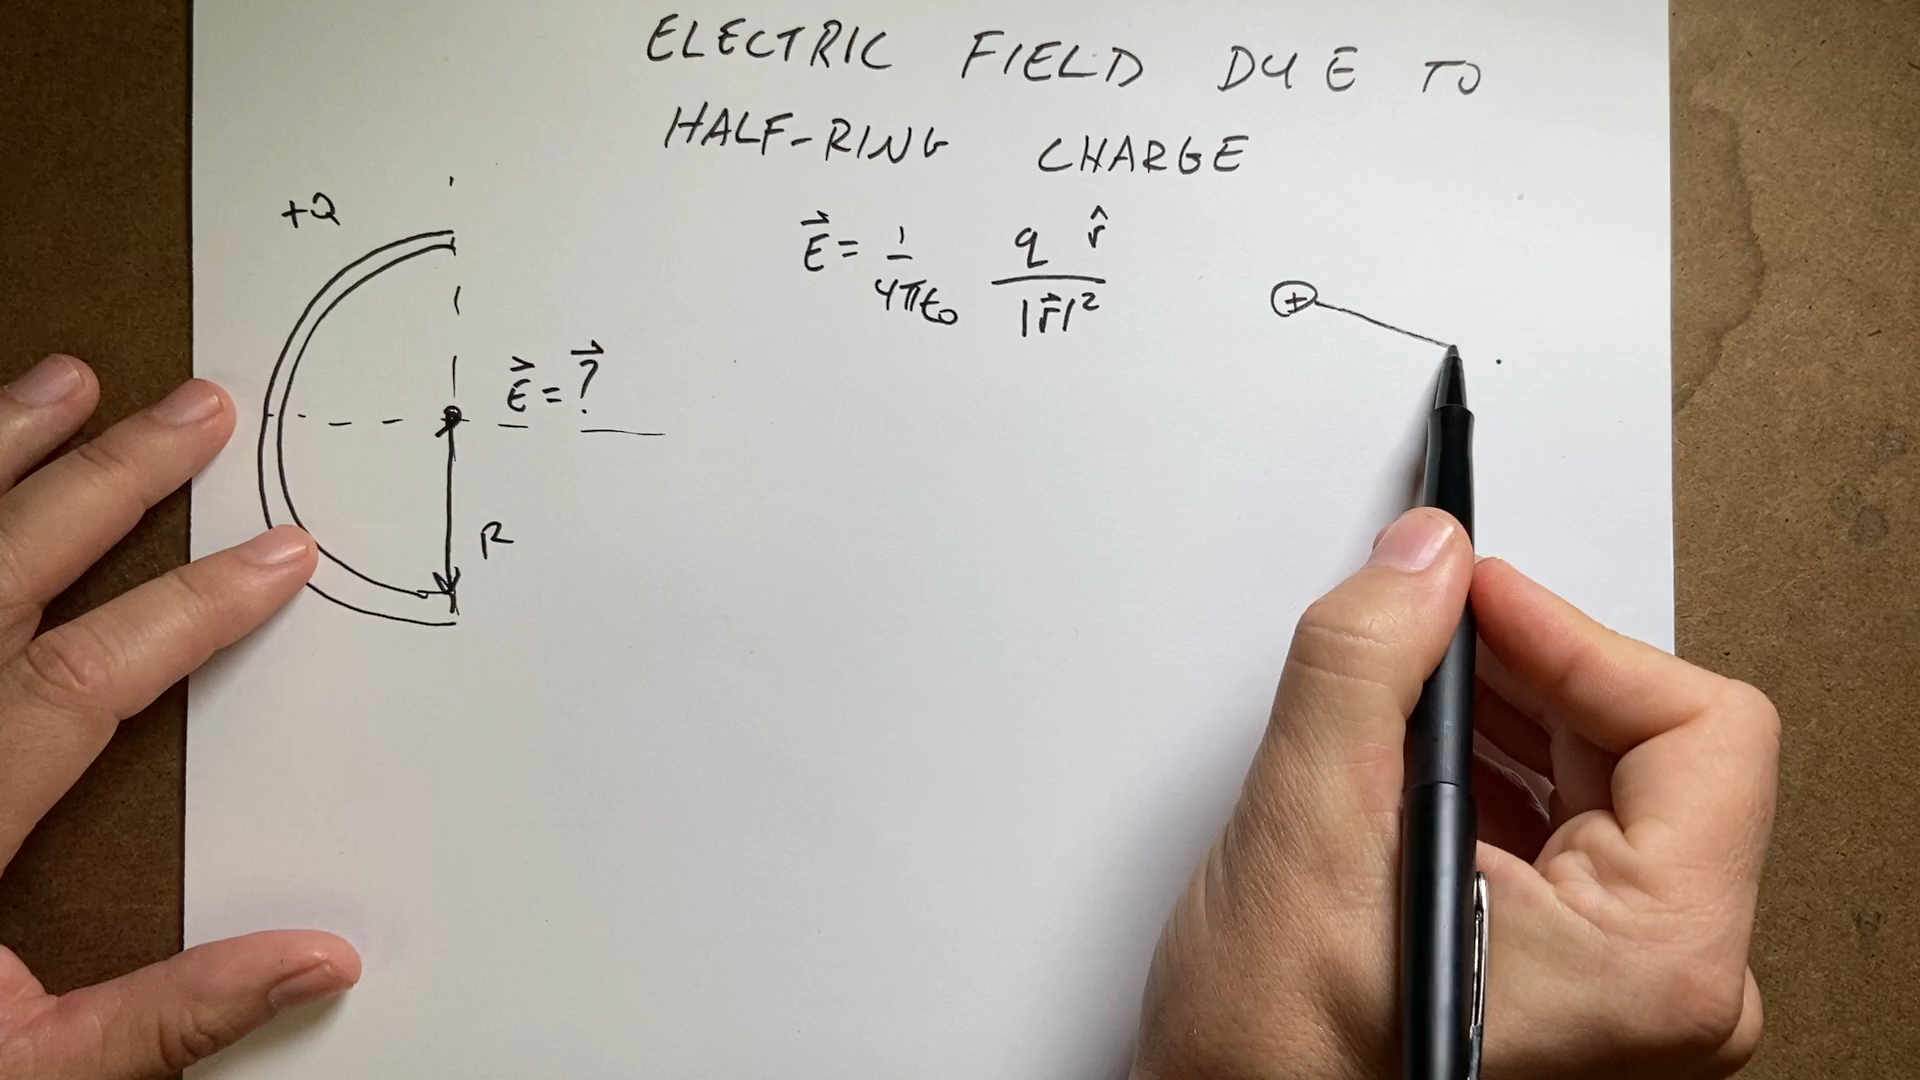 ELECTRIC FIELD DUE TO
HALF-RING CHARGE
+Q
E⃗ = 1/4πε₀ q r̂/|r⃗|²
+
E⃗ = ?⃗
R